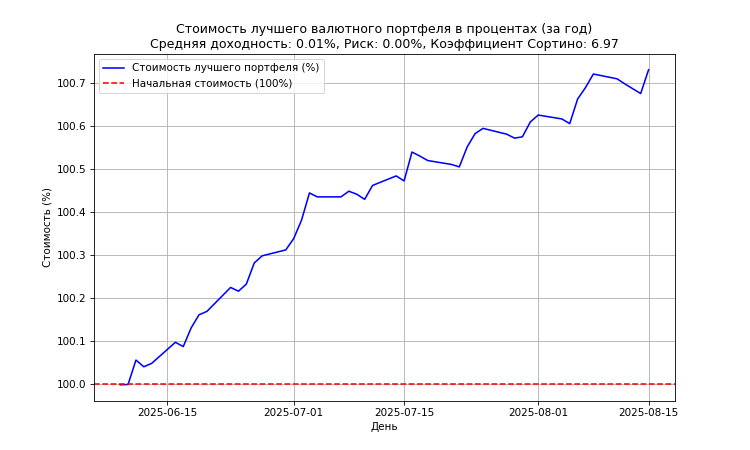 Стоимость лучшего валютного портфеля в процентах (за год)
Средняя доходность: 0.01%, Риск: 0.00%, Коэффициент Сортино: 6.97
Стоимость лучшего портфеля (%)
Начальная стоимость (100%)
Стоимость (%)
100.7
100.6
100.5
100.4
100.3
100.2
100.1
100.0
2025-06-15
2025-07-01
2025-07-15
2025-08-01
2025-08-15
День